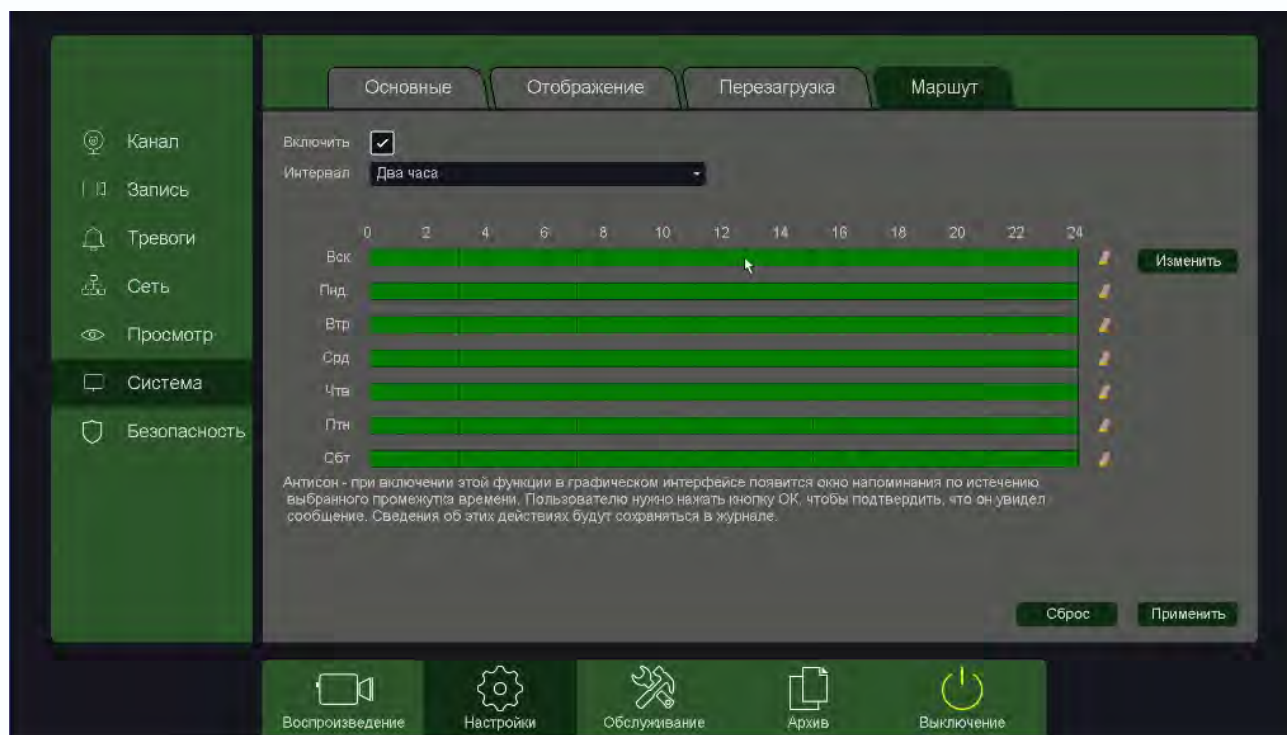 Основные Отображение Перезагрузка Маршут
Канал
Запись
Тревоги
Сеть
Просмотр
Система
Безопасность
Включить
Интервал Два часа
0 2 4 6 8 10 12 14 16 18 20 22 24
Вск
Пнд
Втр
Срд
Чтв
Птн
Сбт
Изменить
Антисон - при включении этой функции в графическом интерфейсе появится окно напоминания по истечению
выбранного промежутка времени. Пользователю нужно нажать кнопку ОК, чтобы подтвердить, что он увидел
сообщение. Сведения об этих действиях будут сохраняться в журнале.
Сброс Применить
Воспроизведение Настройки Обслуживание Архив Выключение